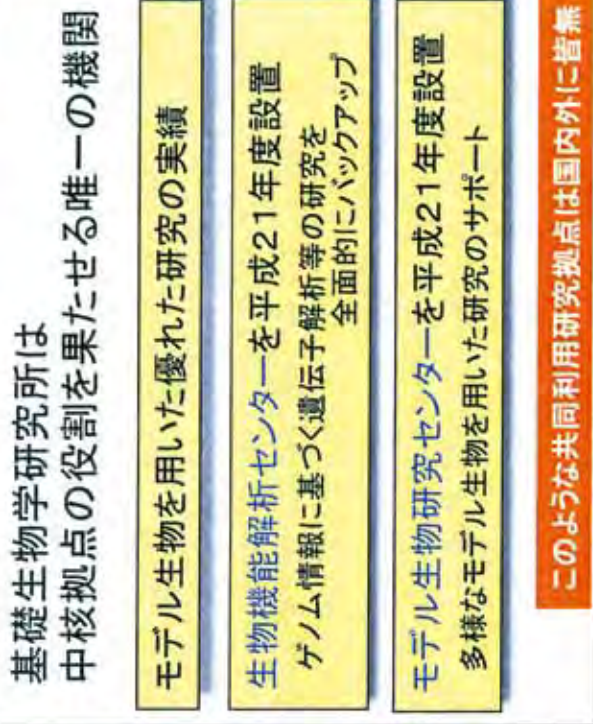 基礎生物学研究所は
中核拠点の役割を果たせる唯一の機関
モデル生物を用いた優れた研究の実績
生物機能解析センターを平成21年度設置
ゲノム情報に基づく遺伝子解析等の研究を
全面的にバックアップ
モデル生物研究センターを平成21年度設置
多様なモデル生物を用いた研究のサポート
このような共同利用研究拠点は国内外に皆無